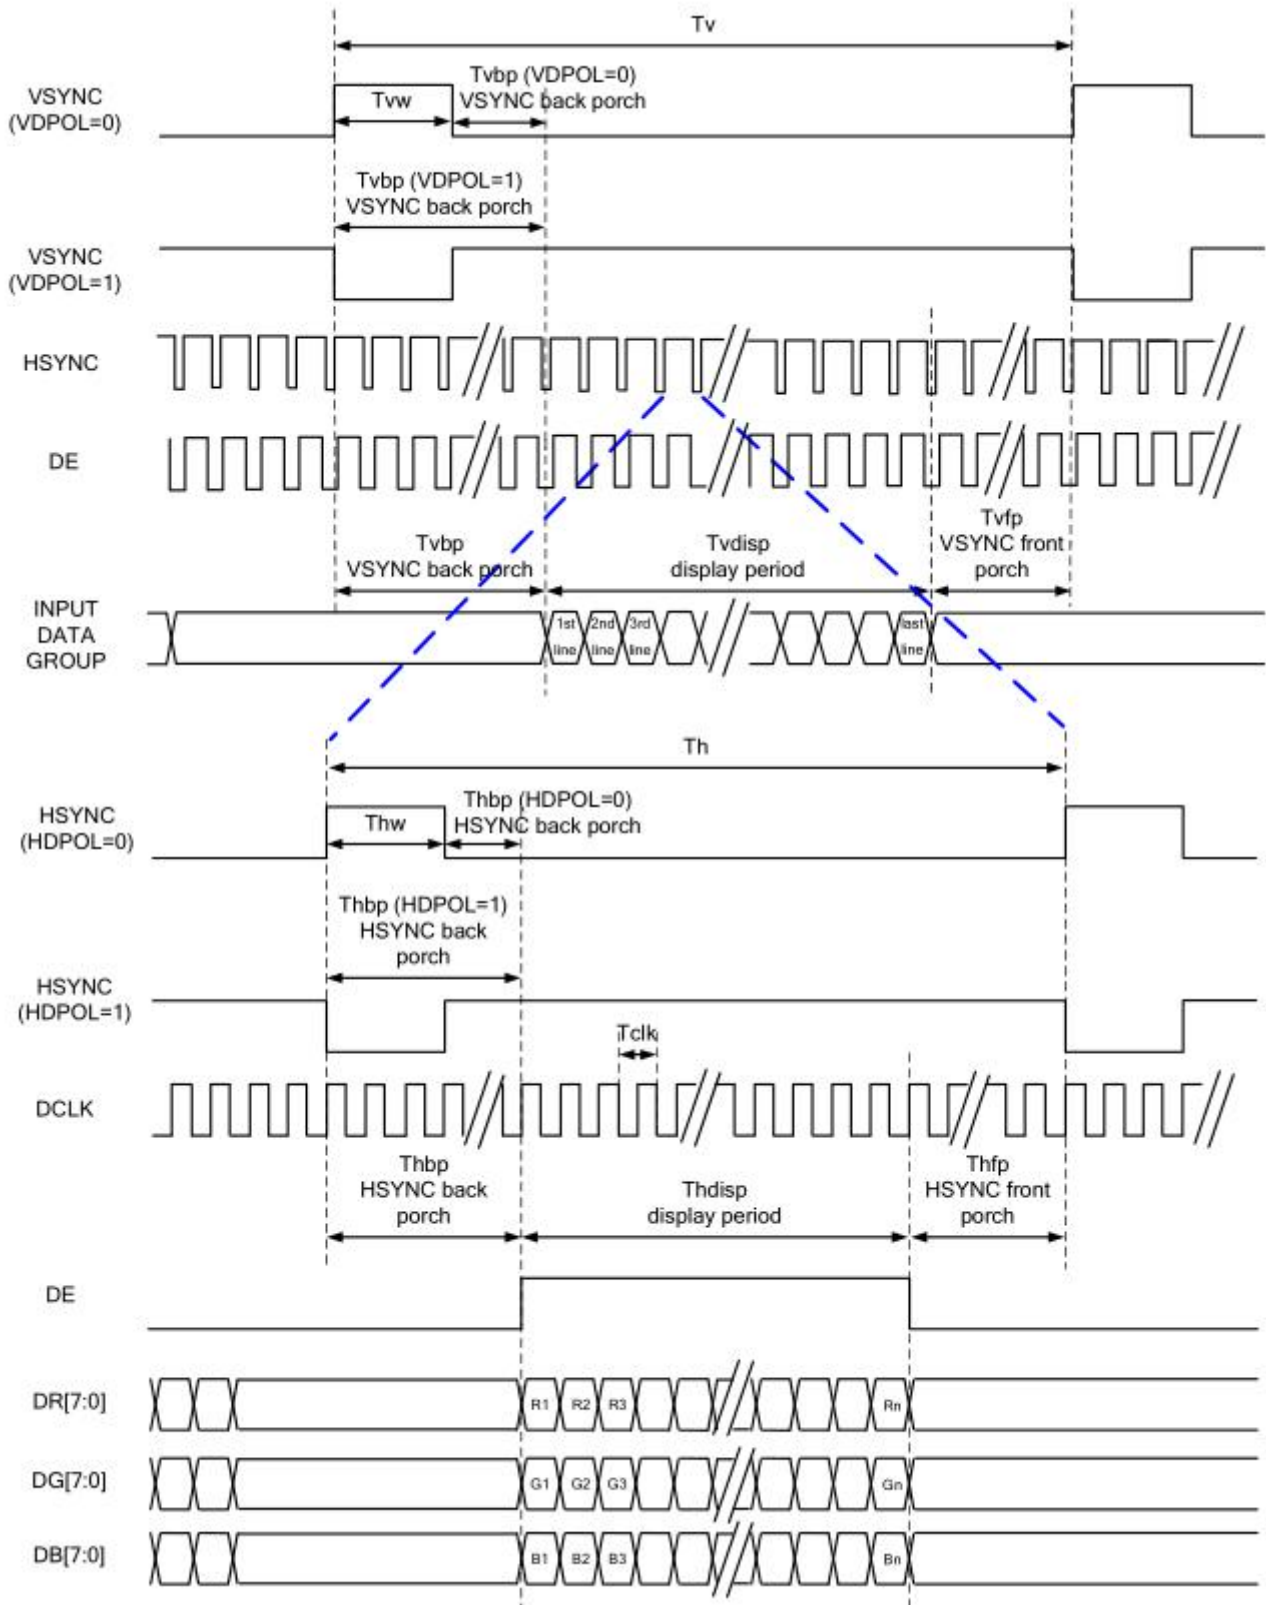 Tv
VSYNC
(VDPOL=0)
Tvw
Tvbp (VDPOL=0)
VSYNC back porch
Tvbp (VDPOL=1)
VSYNC back porch
VSYNC
(VDPOL=1)
HSYNC
DE
Tvbp
VSYNC back porch
Tvdisp
display period
Tvfp
VSYNC front
porch
INPUT
DATA
GROUP
1st
line
2nd
line
3rd
line
last
line
Th
HSYNC
(HDPOL=0)
Thw
Thbp (HDPOL=0)
HSYNC back porch
Thbp (HDPOL=1)
HSYNC back
porch
HSYNC
(HDPOL=1)
Tclk
DCLK
Thbp
HSYNC back
porch
Thdisp
display period
Thfp
HSYNC front
porch
DE
DR[7:0]
R1 R2 R3 Rn
DG[7:0]
G1 G2 G3 Gn
DB[7:0]
B1 B2 B3 Bn